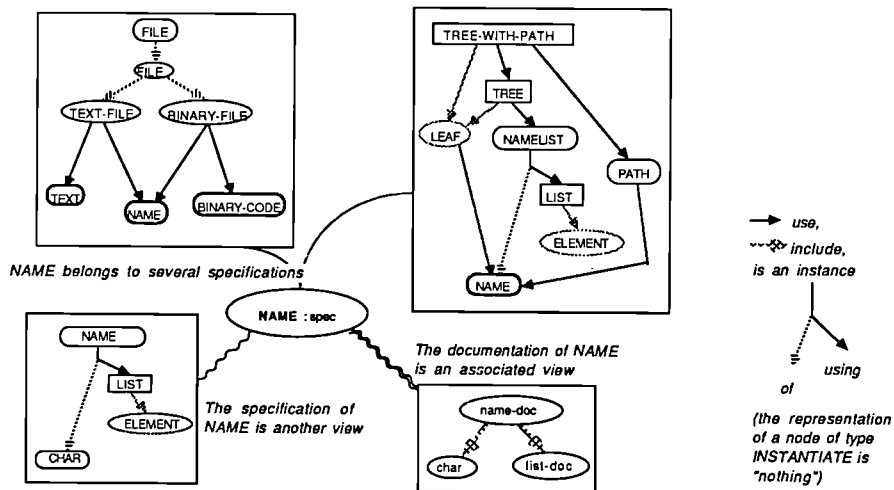 FILE
FILE
TEXT-FILE
BINARY-FILE
TEXT
NAME
BINARY-CODE
TREE-WITH-PATH
TREE
LEAF
NAMELIST
PATH
LIST
ELEMENT
NAME
NAME belongs to several specifications
NAME : spec
NAME
LIST
ELEMENT
CHAR
The specification of
NAME is another view
The documentation of NAME
is an associated view
name-doc
char
list-doc
use,
include,
is an instance
using
of
(the representation
of a node of type
INSTANTIATE is
"nothing")